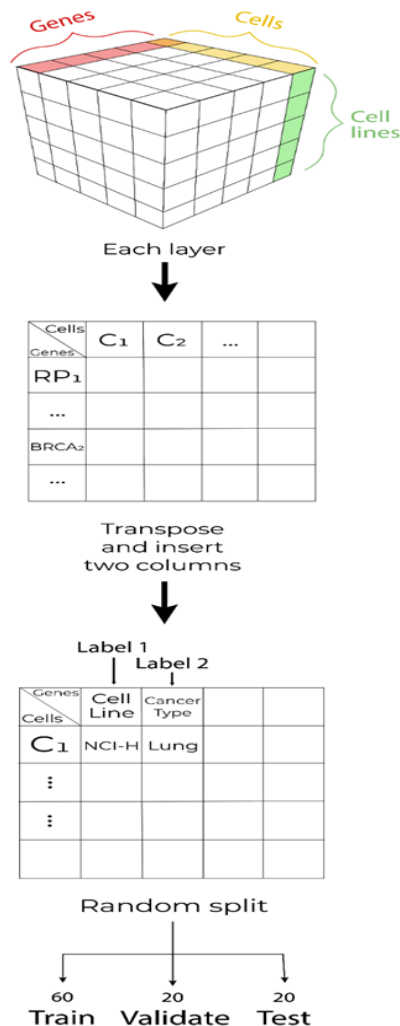 Genes
Cells
Cell
lines
Each layer
Cells
Genes
C₁
C₂
...
RP₁
...
BRCA₂
...
Transpose
and insert
two columns
Label 1
Label 2
Genes
Cells
Cell
Line
Cancer
Type
C₁
NCI-H
Lung
...
...
Random split
60
20
20
Train
Validate
Test